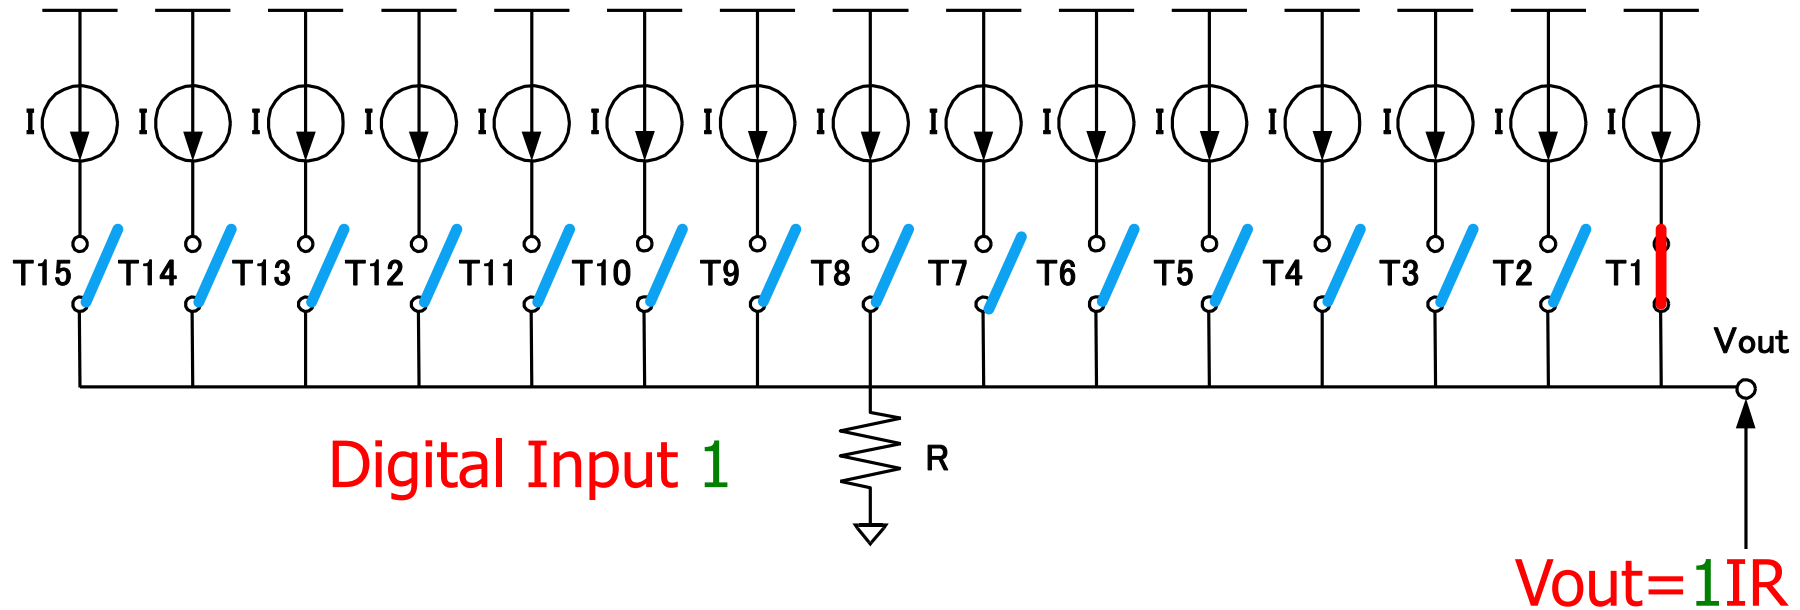 I I I I I I I I I I I I I I I
T15 T14 T13 T12 T11 T10 T9 T8 T7 T6 T5 T4 T3 T2 T1
Vout
Digital Input 1
R
Vout=1IR